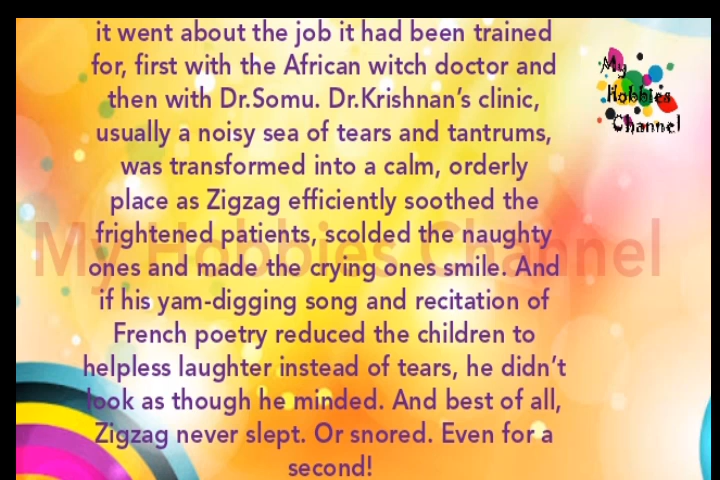 it went about the job it had been trained
for, first with the African witch doctor and
then with Dr.Somu. Dr.Krishnan's clinic,
usually a noisy sea of tears and tantrums,
was transformed into a calm, orderly
place as Zigzag efficiently soothed the
frightened patients, scolded the naughty
ones and made the crying ones smile. And
if his yam-digging song and recitation of
French poetry reduced the children to
helpless laughter instead of tears, he didn't
look as though he minded. And best of all,
Zigzag never slept. Or snored. Even for a
second!
My
Hobbies
Channel
My Hobbies Channel